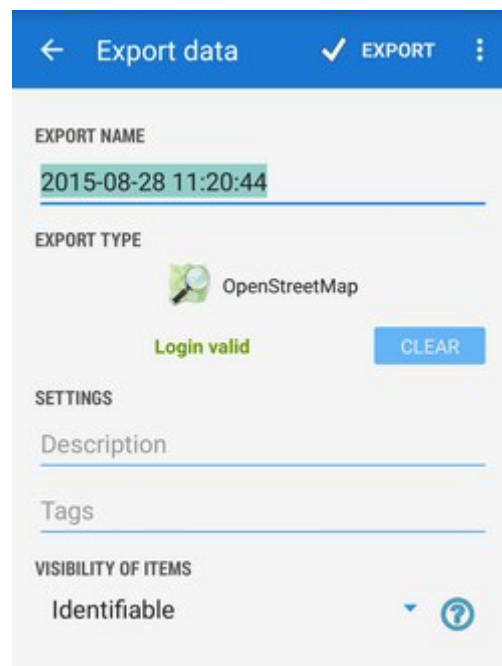 Export data EXPORT
EXPORT NAME
2015-08-28 11:20:44
EXPORT TYPE
OpenStreetMap
Login valid CLEAR
SETTINGS
Description
Tags
VISIBILITY OF ITEMS
Identifiable